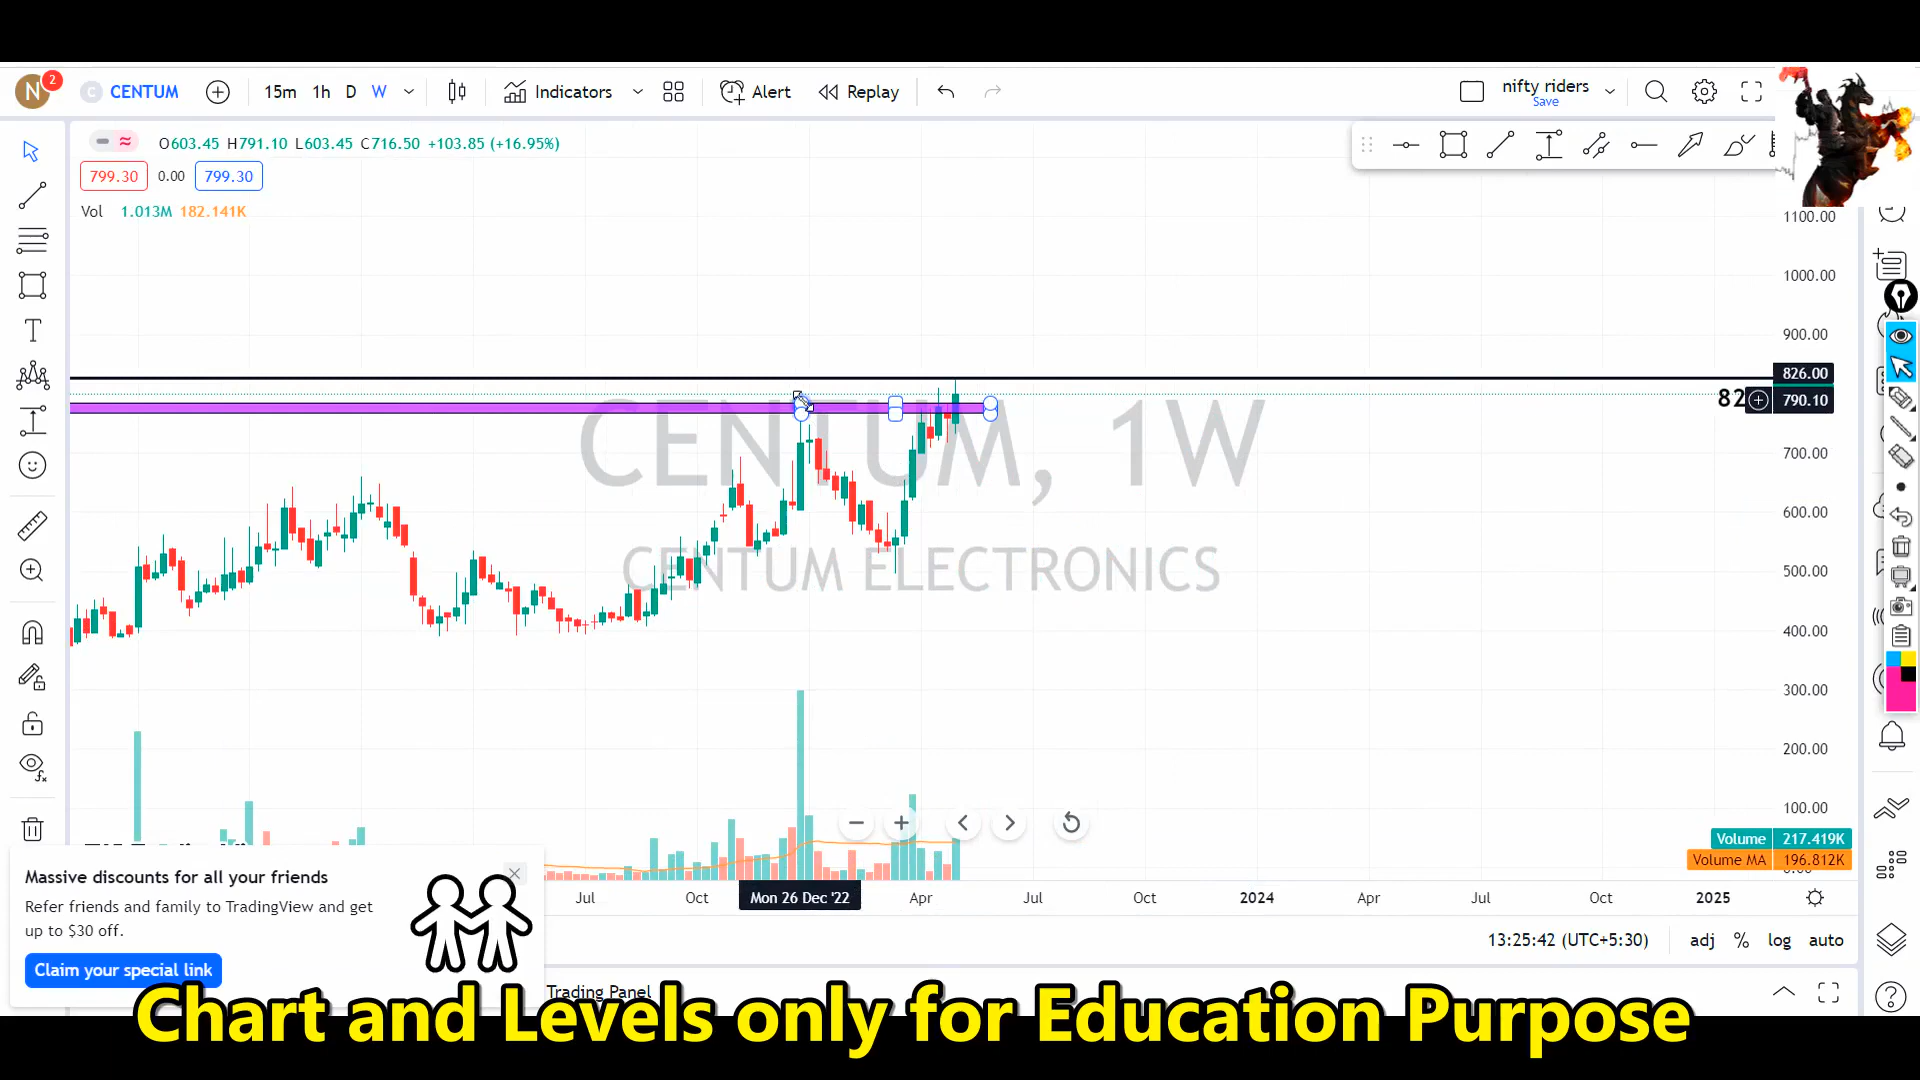 N 2 C CENTUM 15m 1h D W Indicators Alert Replay nifty riders
Save
O603.45 H791.10 L603.45 C716.50 +103.85 (+16.95%)
799.30 0.00 799.30
Vol 1.013M 182.141K
CENTUM, 1W
CENTUM ELECTRONICS
1100.00
1000.00
900.00
826.00
82
790.10
700.00
600.00
500.00
400.00
300.00
200.00
100.00
Volume 217.419K
Volume MA 196.812K
Jul Oct Mon 26 Dec '22 Apr Jul Oct 2024 Apr Jul Oct 2025
13:25:42 (UTC+5:30) adj % log auto
Massive discounts for all your friends
Refer friends and family to TradingView and get
up to $30 off.
Claim your special link
Trading Panel
Chart and Levels only for Education Purpose